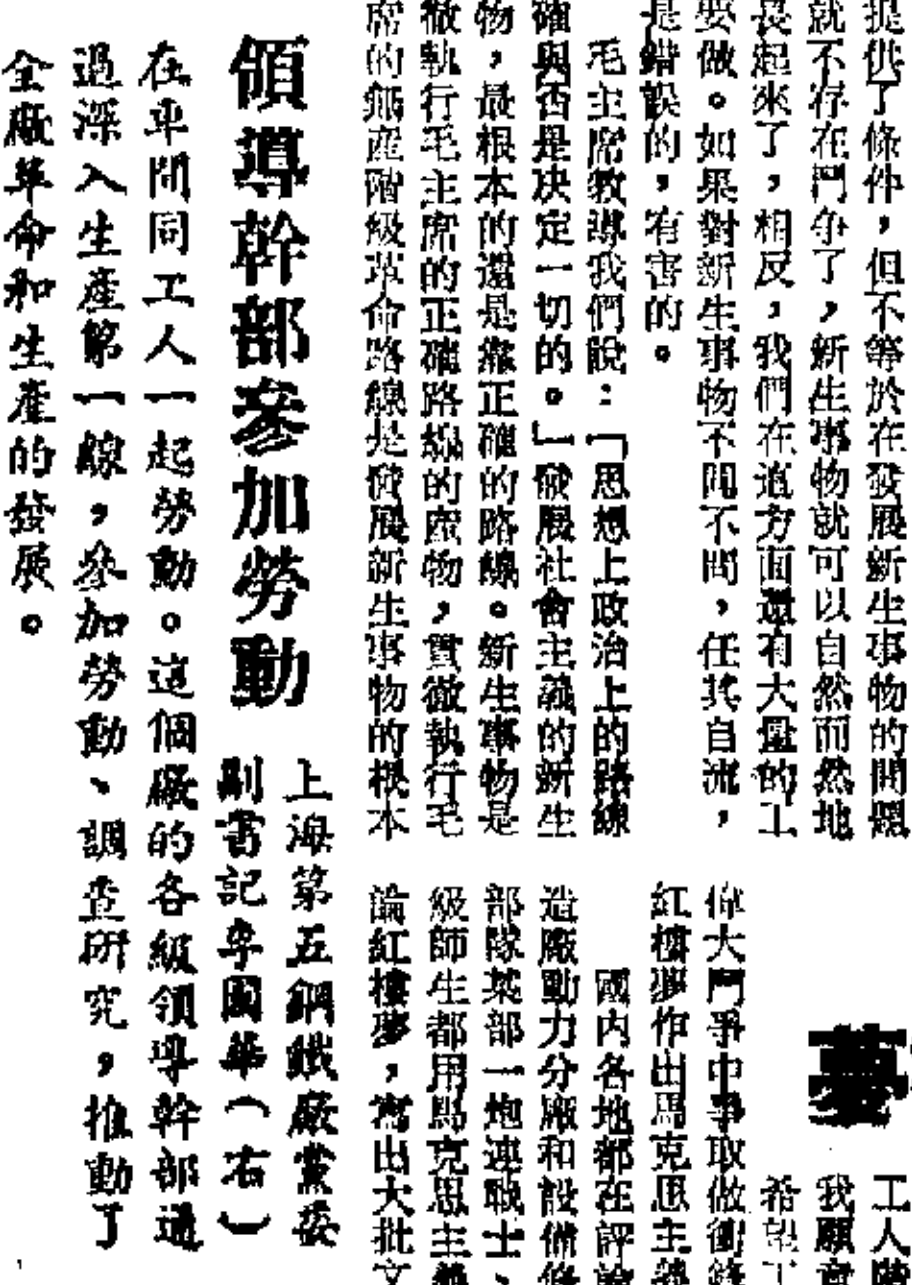 提供了條件，但不等於在發展新生事物的問題
就不存在鬥争了，新生事物就可以自然而然地
長起來了，相反，我們在這方面還有大量的工
要做。如果對新生事物不聞不問，任其自流，
是錯誤的，有害的。
毛主席教導我們說：「思想上政治上的路線
確與否是决定一切的。」發展社會主義的新生
物，最根本的還是靠正確的路線。新生事物是
徹執行毛主席的正確路線的產物，貫徹執行毛
席的無產階級革命路線是發展新生事物的根本
領導幹部參加勞動
上海第五鋼鐵廠黨委
副書記李國華（右）
在車間同工人一起勞動。這個廠的各級領導幹部通
過深入生產第一線，參加勞動、調查研究，推動了
全廠革命和生產的發展。
夢
工人階
我願意
希望工
偉大鬥爭中爭取做衝鋒
紅樓夢作出馬克思主義
國內各地都在評論
造廠動力分廠和設備修
部隊某部一炮連戰士、
級師生都用馬克思主義
論紅樓夢，寫出大批文